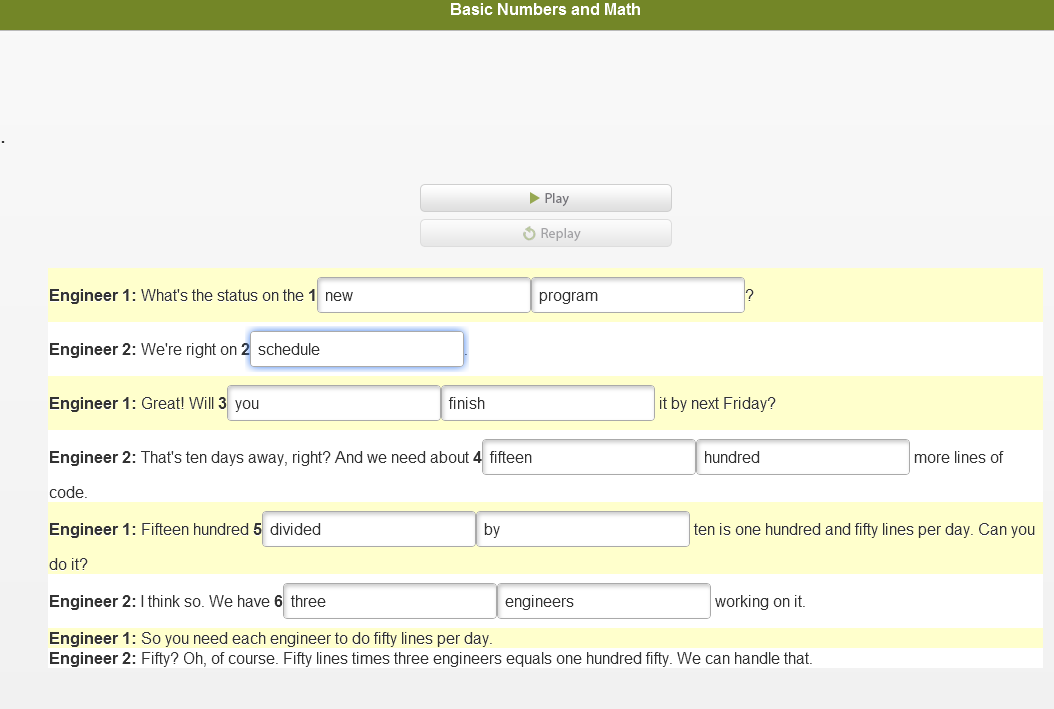 Basic Numbers and Math
.
Play
Replay
Engineer 1: What's the status on the 1 new program ?
Engineer 2: We're right on 2 schedule .
Engineer 1: Great! Will 3 you finish it by next Friday?
Engineer 2: That's ten days away, right? And we need about 4 fifteen hundred more lines of
code.
Engineer 1: Fifteen hundred 5 divided by ten is one hundred and fifty lines per day. Can you
do it?
Engineer 2: I think so. We have 6 three engineers working on it.
Engineer 1: So you need each engineer to do fifty lines per day.
Engineer 2: Fifty? Oh, of course. Fifty lines times three engineers equals one hundred fifty. We can handle that.